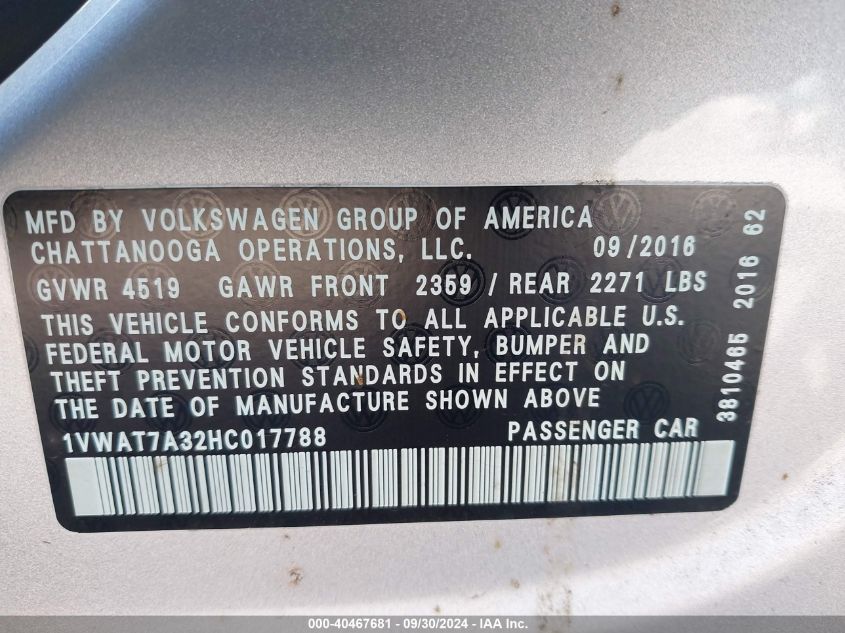 MFD BY VOLKSWAGEN GROUP OF AMERICA
CHATTANOOGA OPERATIONS, LLC. 09/2016
GVWR 4519 GAWR FRONT 2359 / REAR 2271 LBS
THIS VEHICLE CONFORMS TO ALL APPLICABLE U.S.
FEDERAL MOTOR VEHICLE SAFETY, BUMPER AND
THEFT PREVENTION STANDARDS IN EFFECT ON
THE DATE OF MANUFACTURE SHOWN ABOVE
1VWAT7A32HC017788 PASSENGER CAR
3810465 2016 62
000-40467681 - 09/30/2024 - IAA Inc.